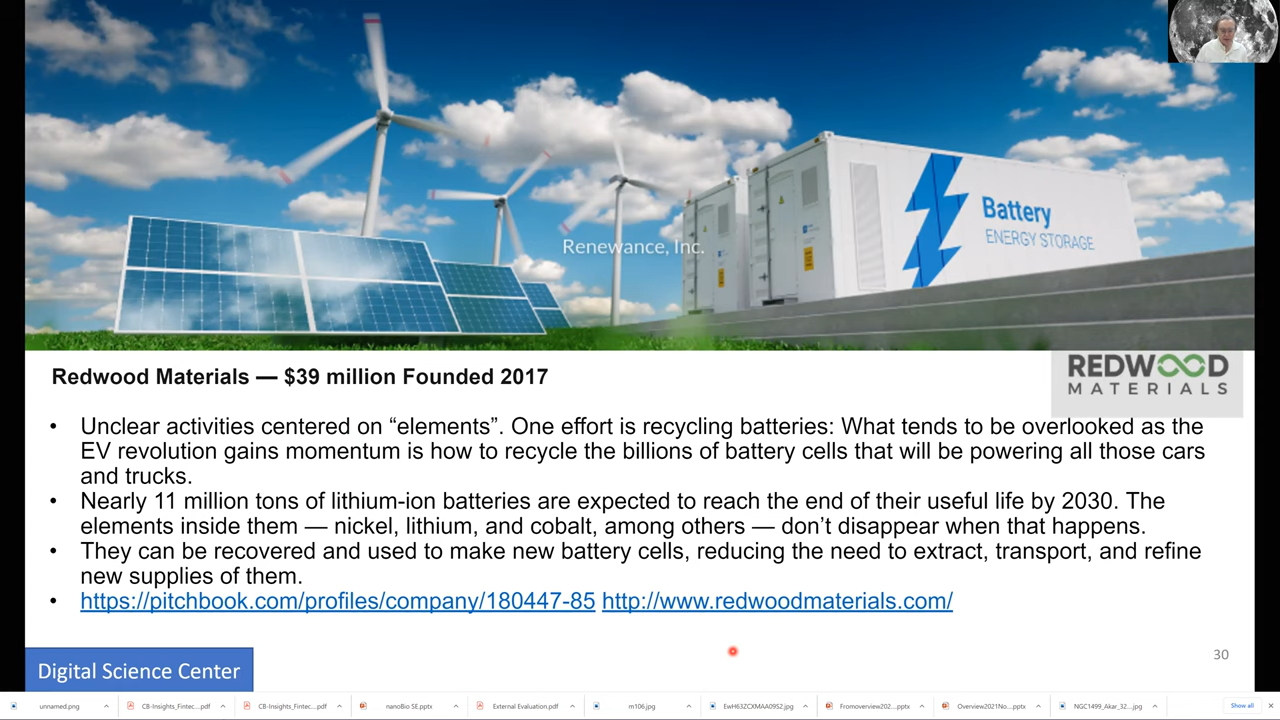 Renewance, Inc.
Battery
ENERGY STORAGE
REDWOOD
MATERIALS
Redwood Materials — $39 million Founded 2017
• Unclear activities centered on “elements”. One effort is recycling batteries: What tends to be overlooked as the
EV revolution gains momentum is how to recycle the billions of battery cells that will be powering all those cars
and trucks.
• Nearly 11 million tons of lithium-ion batteries are expected to reach the end of their useful life by 2030. The
elements inside them — nickel, lithium, and cobalt, among others — don’t disappear when that happens.
• They can be recovered and used to make new battery cells, reducing the need to extract, transport, and refine
new supplies of them.
• https://pitchbook.com/profiles/company/180447-85 http://www.redwoodmaterials.com/
Digital Science Center
30
unnamed.png
CB-Insights_Fintec....pdf
CB-Insights_Fintec....pdf
nanoBio SE.pptx
External Evaluation.pdf
m106.jpg
EwH63ZCXMAA09S2.jpg
Fromoverview202....pptx
Overview2021No....pptx
NGC1499_Akar_32....jpg
Show all